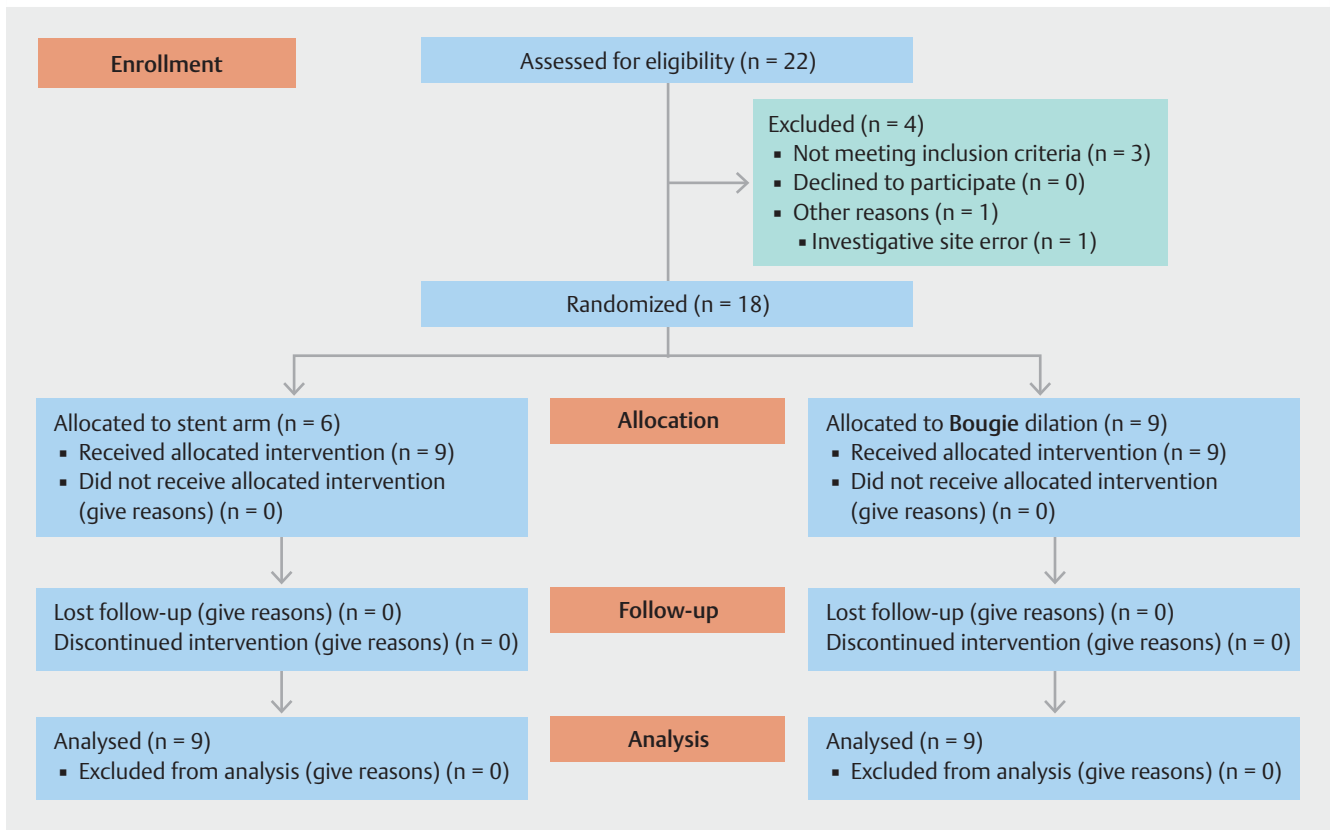 Enrollment
Assessed for eligibility (n = 22)
Excluded (n = 4)
▪ Not meeting inclusion criteria (n = 3)
▪ Declined to participate (n = 0)
▪ Other reasons (n = 1)
▪ Investigative site error (n = 1)
Randomized (n = 18)
Allocation
Allocated to stent arm (n = 6)
▪ Received allocated intervention (n = 9)
▪ Did not receive allocated intervention
(give reasons) (n = 0)
Allocated to Bougie dilation (n = 9)
▪ Received allocated intervention (n = 9)
▪ Did not receive allocated intervention
(give reasons) (n = 0)
Follow-up
Lost follow-up (give reasons) (n = 0)
Discontinued intervention (give reasons) (n = 0)
Lost follow-up (give reasons) (n = 0)
Discontinued intervention (give reasons) (n = 0)
Analysis
Analysed (n = 9)
▪ Excluded from analysis (give reasons) (n = 0)
Analysed (n = 9)
▪ Excluded from analysis (give reasons) (n = 0)